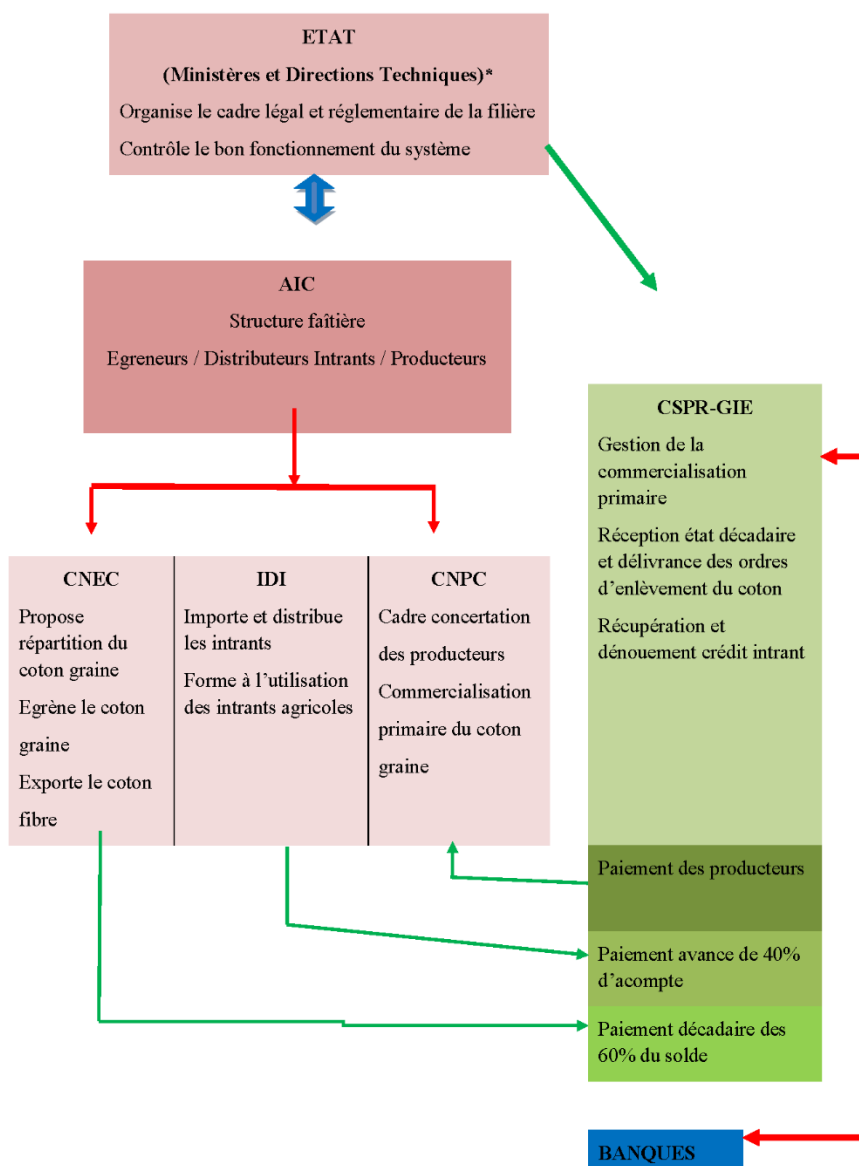 ETAT
(Ministères et Directions Techniques)*
Organise le cadre légal et réglementaire de la filière
Contrôle le bon fonctionnement du système
AIC
Structure faîtière
Egreneurs / Distributeurs Intrants / Producteurs
CNEC
Propose
répartition du
coton graine
Egrène le coton
graine
Exporte le coton
fibre
IDI
Importe et distribue
les intrants
Forme à l’utilisation
des intrants agricoles
CNPC
Cadre concertation
des producteurs
Commercialisation
primaire du coton
graine
CSPR-GIE
Gestion de la
commercialisation
primaire
Réception état décadaire
et délivrance des ordres
d’enlèvement du coton
Récupération et
dénouement crédit intrant
Paiement des producteurs
Paiement avance de 40%
d’acompte
Paiement décadaire des
60% du solde
BANQUES